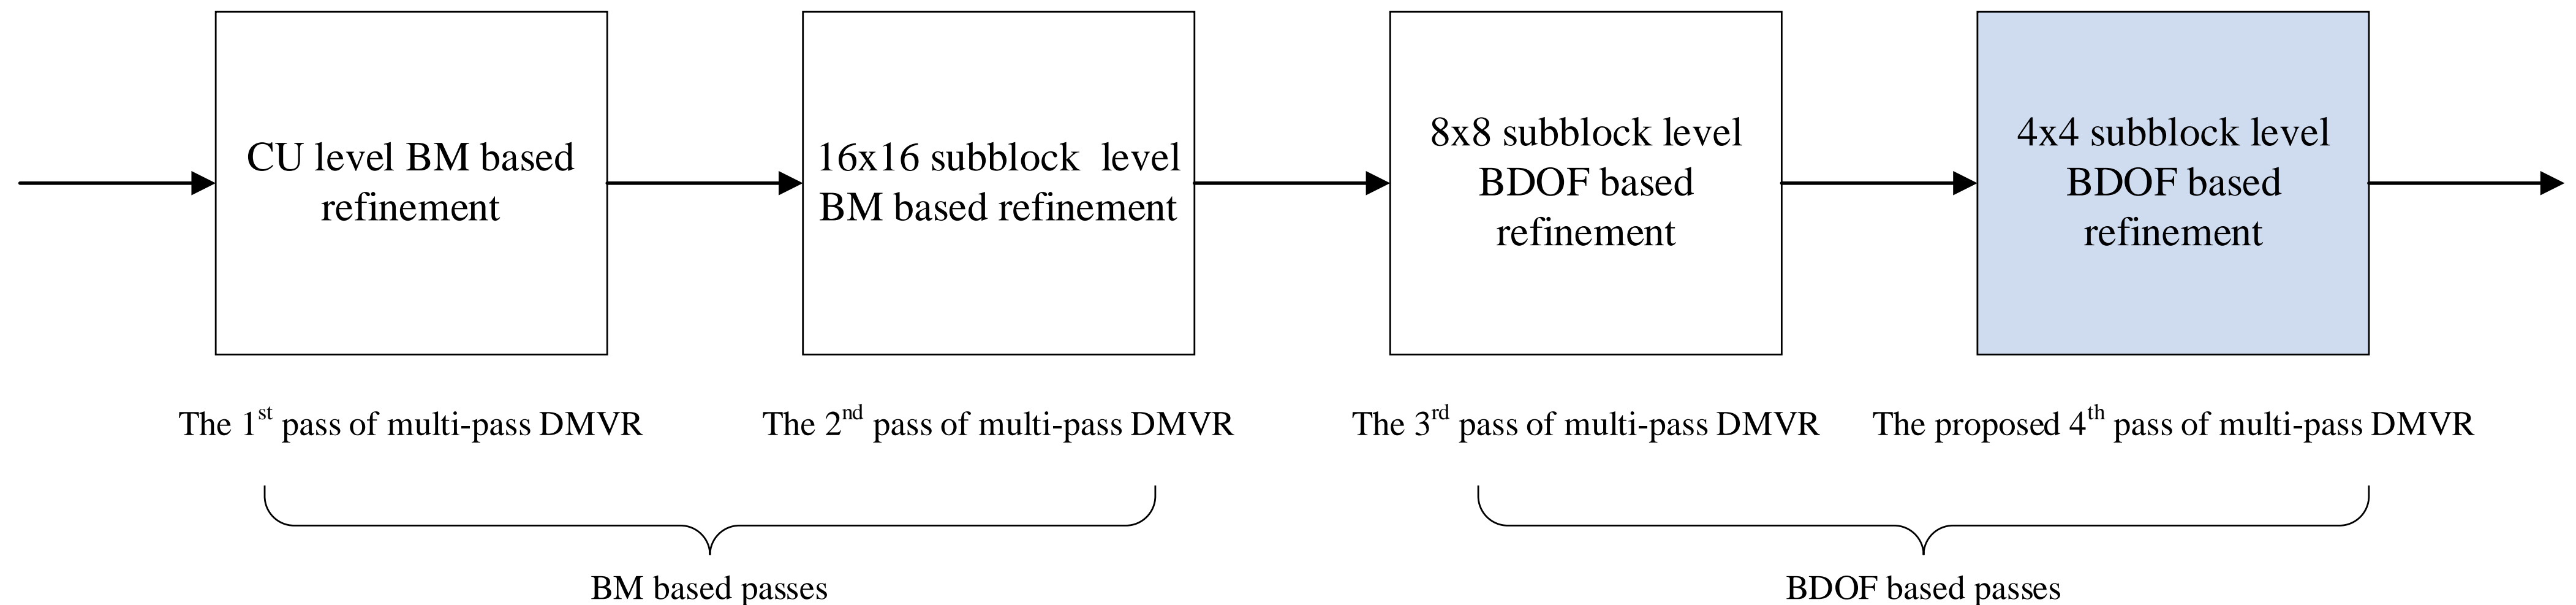 CU level BM based
refinement
16x16 subblock level
BM based refinement
8x8 subblock level
BDOF based
refinement
4x4 subblock level
BDOF based
refinement
The 1st pass of multi-pass DMVR
The 2nd pass of multi-pass DMVR
The 3rd pass of multi-pass DMVR
The proposed 4th pass of multi-pass DMVR
BM based passes
BDOF based passes